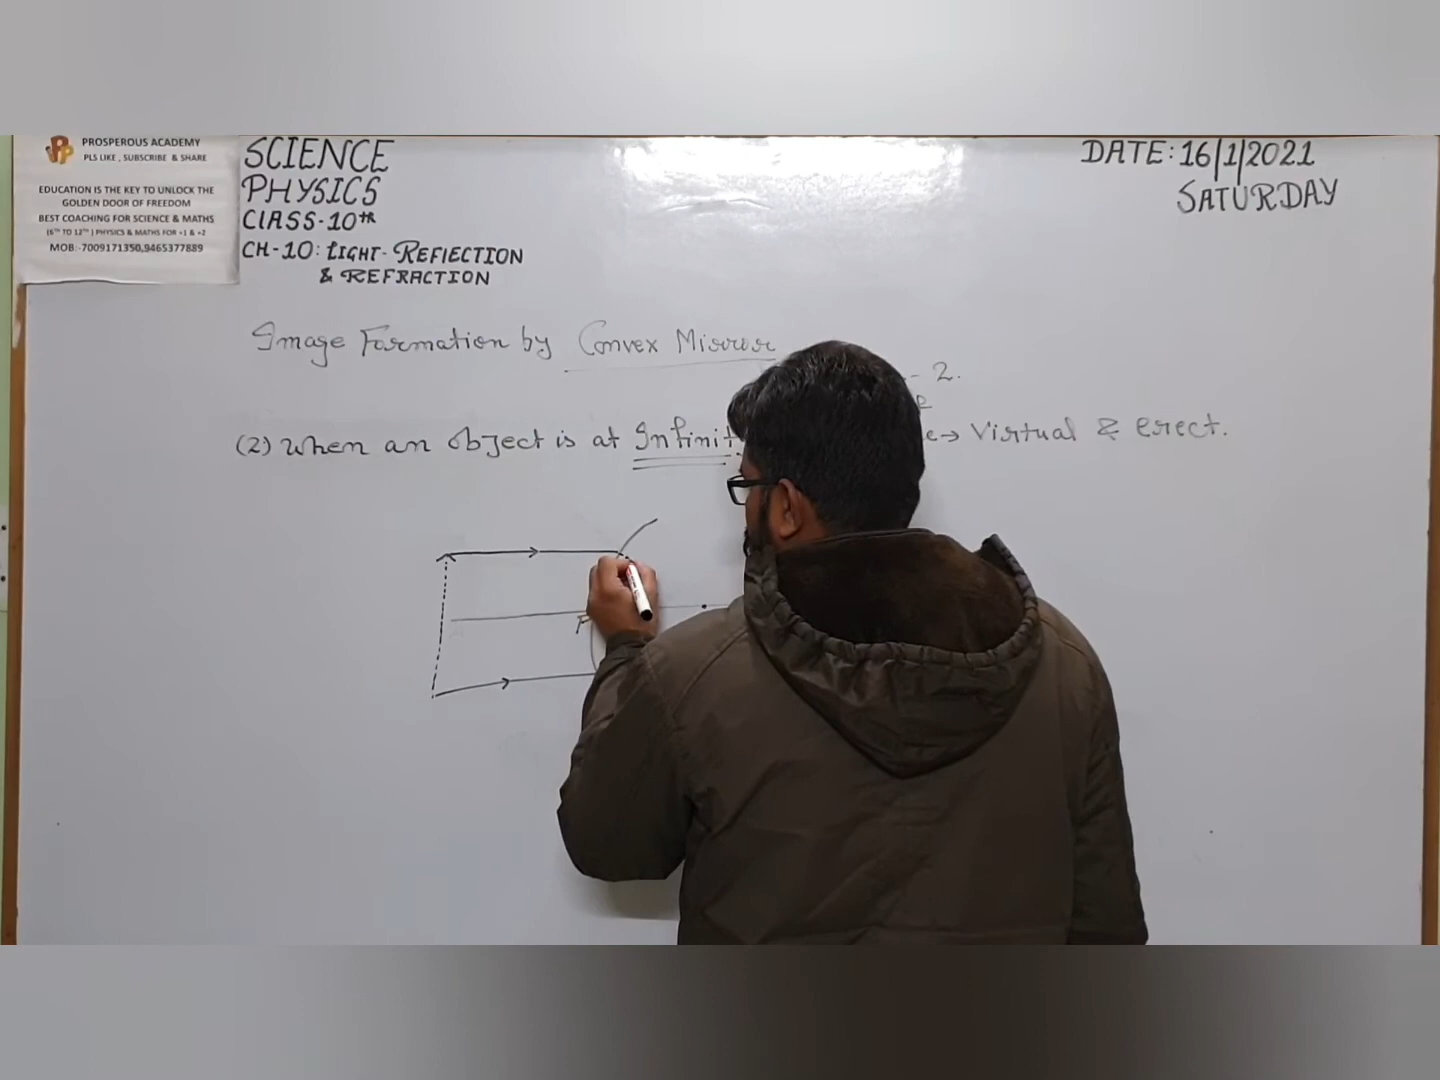 PROSPEROUS ACADEMY
PLS LIKE , SUBSCRIBE & SHARE
EDUCATION IS THE KEY TO UNLOCK THE
GOLDEN DOOR OF FREEDOM
BEST COACHING FOR SCIENCE & MATHS
(6TH TO 12TH ) PHYSICS & MATHS FOR +1 & +2
MOB:-7009171350,9465377889
SCIENCE
PHYSICS
CLASS-10TH
CH-10: LIGHT-REFLECTION
& REFRACTION
DATE: 16/1/2021
SATURDAY
Image Formation by Convex Mirror
- 2.
(2) When an object is at Infinit e→ Virtual & erect.
P